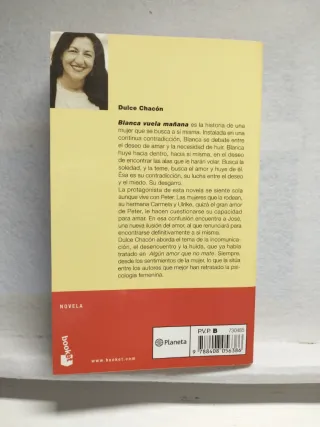 Dulce Chacón
Blanca vuela mañana es la historia de una
mujer que se busca a sí misma. Instalada en una
continua contradicción, Blanca se debate entre
el deseo de amar y la necesidad de huir. Blanca
huye hacia dentro, hacia sí misma, en el deseo
de encontrar las alas que le harán volar. Busca la
soledad, y la teme, busca el amor y huye de él.
Ésa es su contradicción, su lucha entre el deseo
y el miedo. Su desgarro.
La protagonista de esta novela se siente sola
aunque vive con Peter. Las mujeres que la rodean,
su hermana Carmela y Ulrike, quizá el gran amor
de Peter, le hacen cuestionarse su capacidad
para amar. En esa confusión encuentra a José,
una nueva ilusión del amor, al que renunciará para
encontrarse definitivamente a sí misma.
Dulce Chacón aborda el tema de la incomunica-
ción, el desencuentro y la huida, que ya había
tratado en Algún amor que no mate. Siempre,
desde los sentimientos de la mujer, lo que la sitúa
entre los autores que mejor han retratado la psi-
cología femenina.
NOVELA
booket
www.booket.com
P.V.P. B
Planeta
9 788408 056386